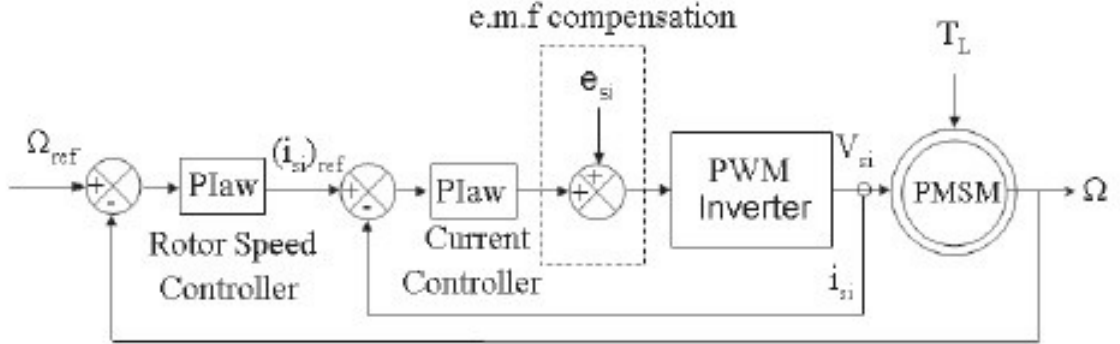 e.m.f compensation
T_L
e_si
Ω_ref
(i_si)_ref
V_si
+
-
PIaw
+
-
PIaw
+
+
PWM
Inverter
PMSM
Ω
Rotor Speed
Controller
Current
Controller
i_si